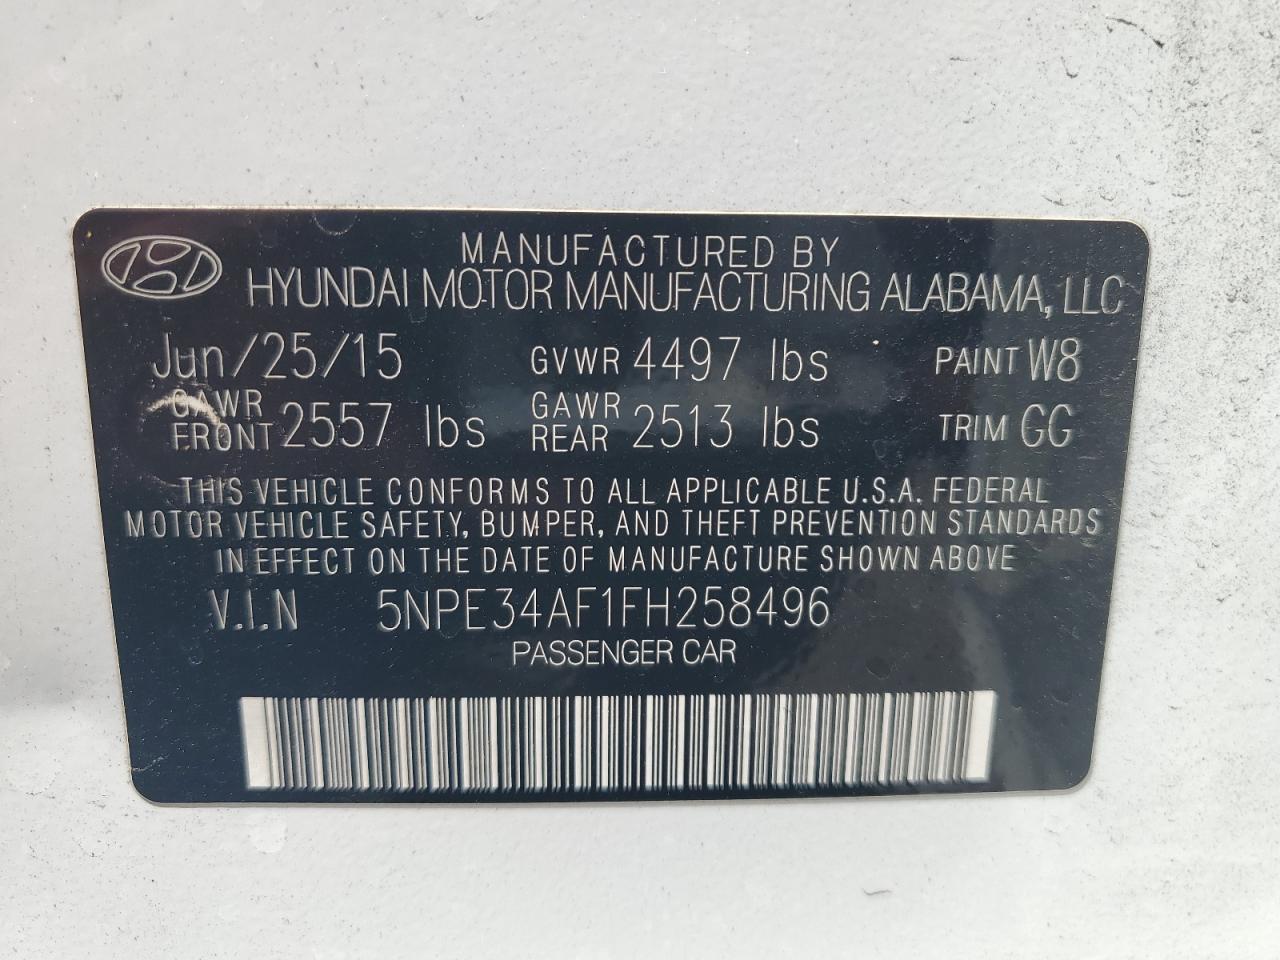 MANUFACTURED BY
HYUNDAI MOTOR MANUFACTURING ALABAMA, LLC
Jun/25/15 GVWR 4497 lbs PAINT W8
GAWR FRONT 2557 lbs GAWR REAR 2513 lbs TRIM GG
THIS VEHICLE CONFORMS TO ALL APPLICABLE U.S.A. FEDERAL
MOTOR VEHICLE SAFETY, BUMPER, AND THEFT PREVENTION STANDARDS
IN EFFECT ON THE DATE OF MANUFACTURE SHOWN ABOVE
V.I.N 5NPE34AF1FH258496
PASSENGER CAR